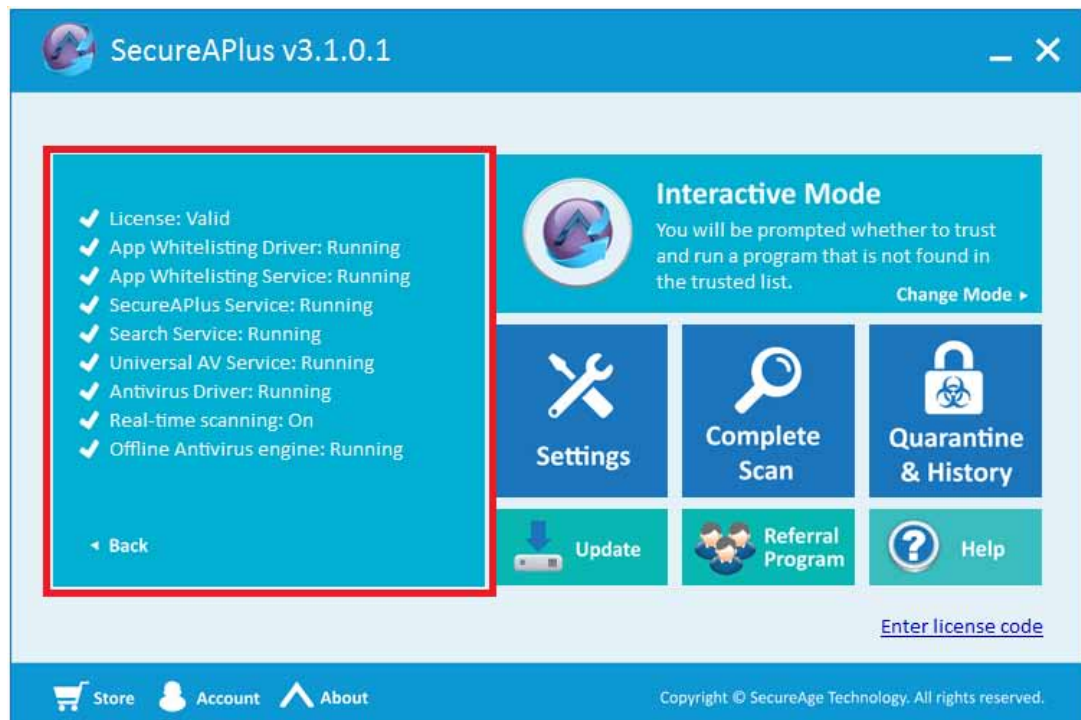 SecureAPlus v3.1.0.1
License: Valid
App Whitelisting Driver: Running
App Whitelisting Service: Running
SecureAPlus Service: Running
Search Service: Running
Universal AV Service: Running
Antivirus Driver: Running
Real-time scanning: On
Offline Antivirus engine: Running
Back
Interactive Mode
You will be prompted whether to trust
and run a program that is not found in
the trusted list.
Change Mode
Settings
Complete
Scan
Quarantine
& History
Update
Referral
Program
Help
Enter license code
Store
Account
About
Copyright © SecureAge Technology. All rights reserved.